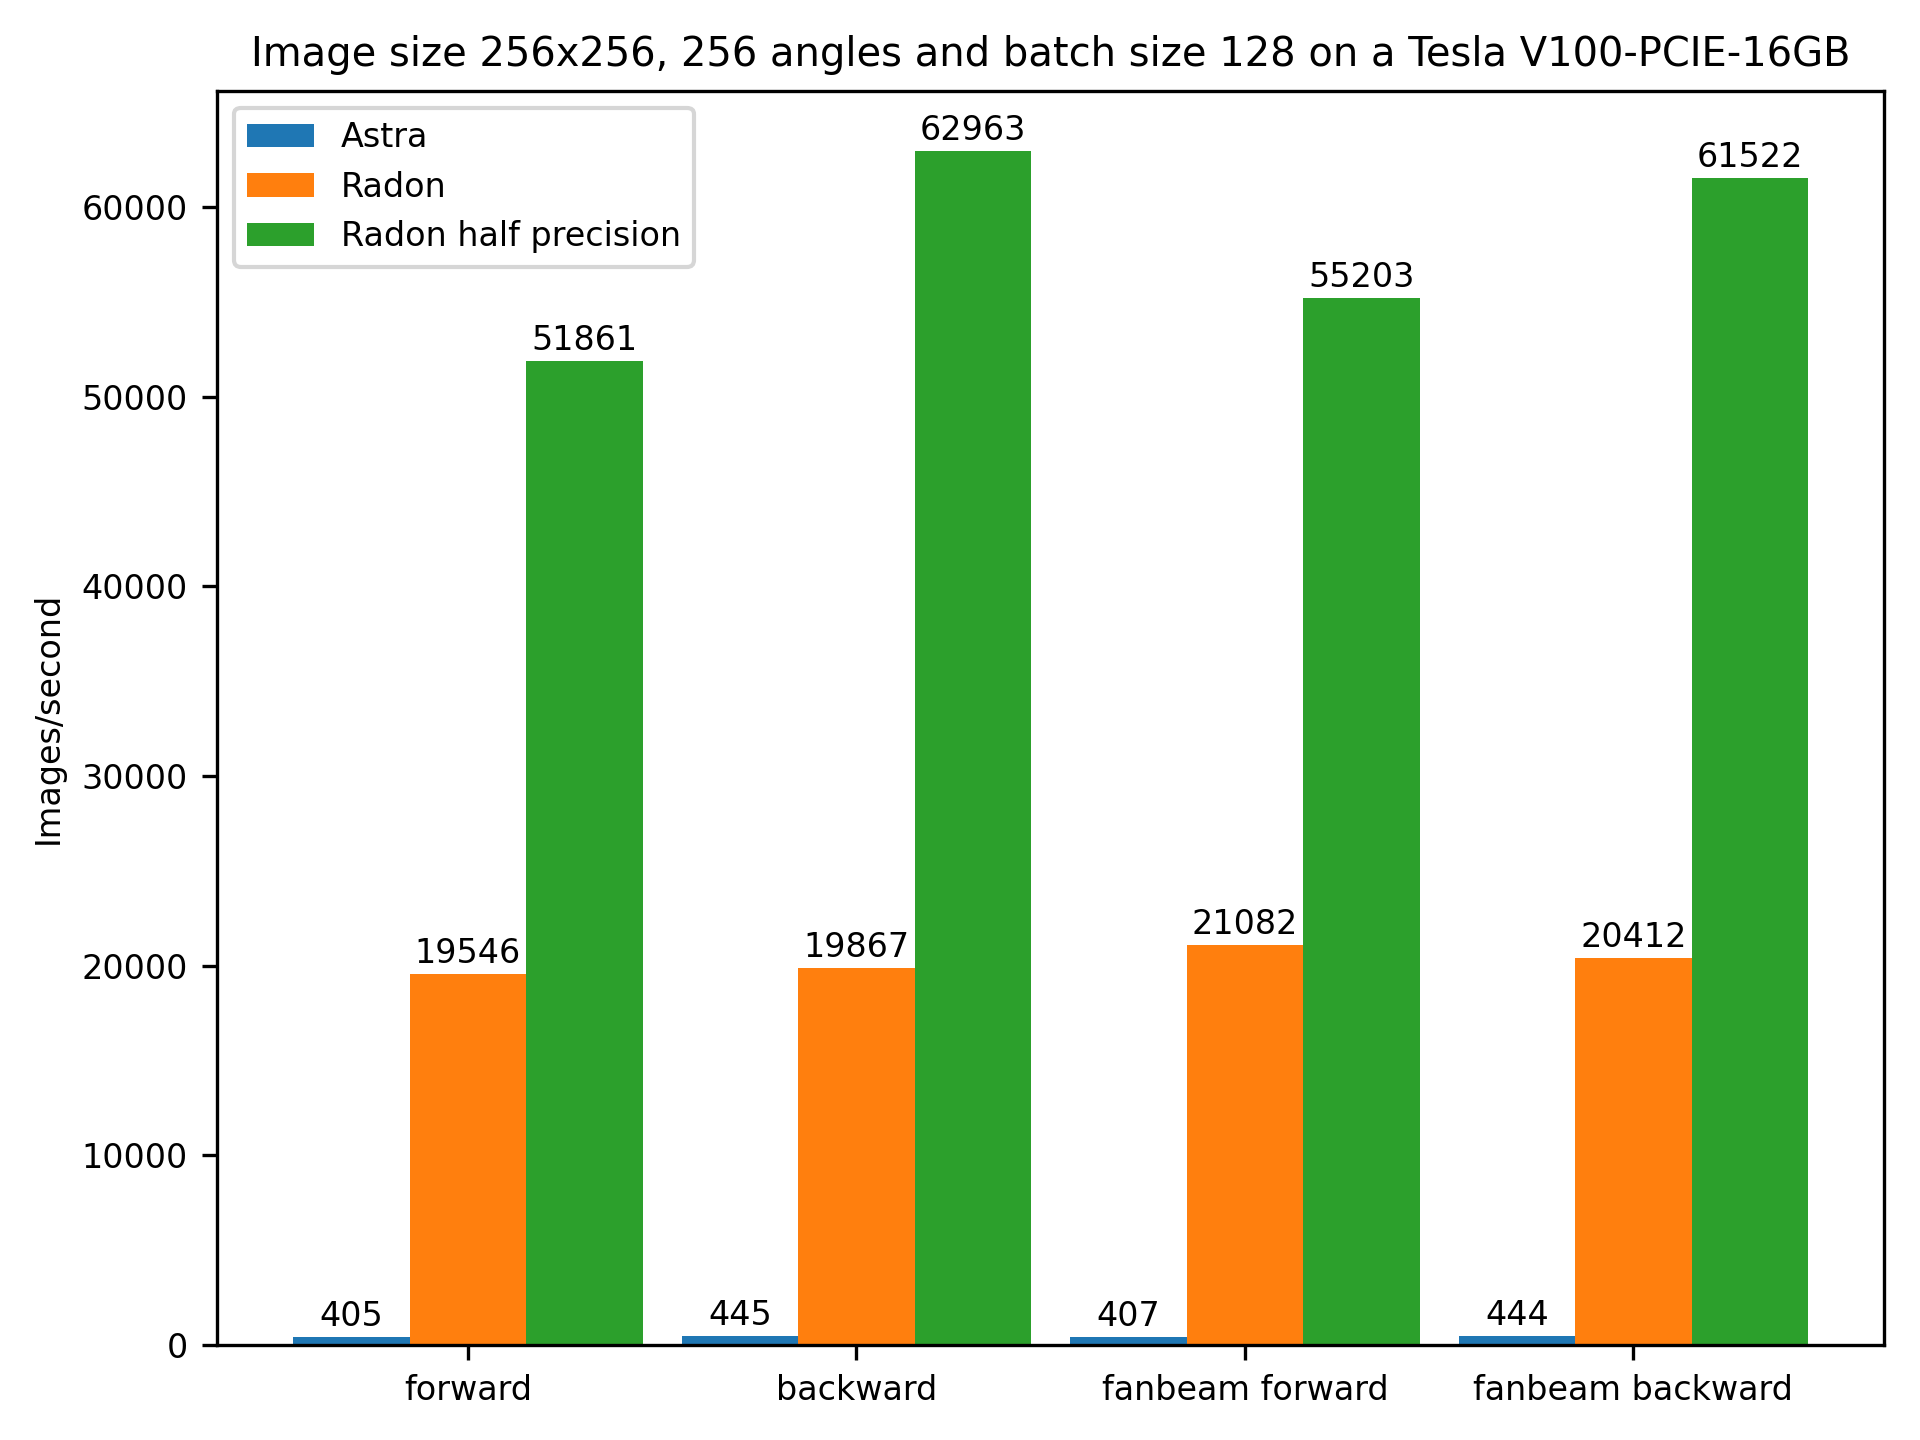 Image size 256x256, 256 angles and batch size 128 on a Tesla V100-PCIE-16GB
Astra
Radon
Radon half precision
Images/second
60000
50000
40000
30000
20000
10000
0
405
19546
51861
445
19867
62963
407
21082
55203
444
20412
61522
forward
backward
fanbeam forward
fanbeam backward